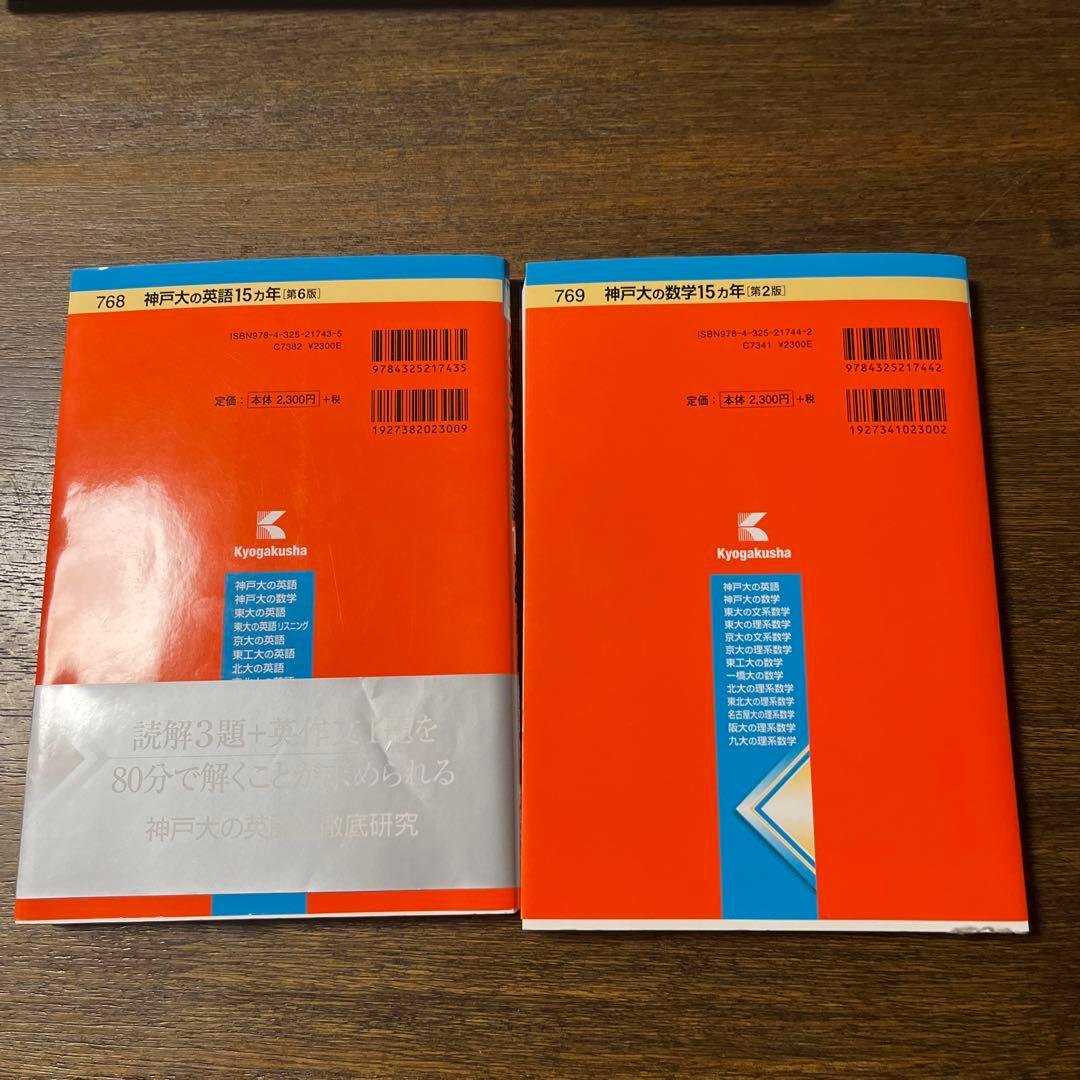 768 神戸大の英語15カ年[第6版]
ISBN978-4-325-21743-5
C7382 ¥2300E
9784325217435
定価：本体 2,300円+税
1927382023009
Kyogakusha
神戸大の英語
神戸大の数学
東大の英語
東大の英語リスニング
京大の英語
東工大の英語
北大の英語
読解3題+英 1題を
80分で解くことが求められる
神戸大の英語 徹底研究
769 神戸大の数学15カ年[第2版]
ISBN978-4-325-21744-2
C7341 ¥2300E
9784325217442
定価：本体 2,300円+税
1927341023002
Kyogakusha
神戸大の英語
神戸大の数学
東大の文系数学
東大の理系数学
京大の文系数学
京大の理系数学
東工大の数学
一橋大の数学
北大の理系数学
東北大の理系数学
名古屋大の理系数学
阪大の理系数学
九大の理系数学